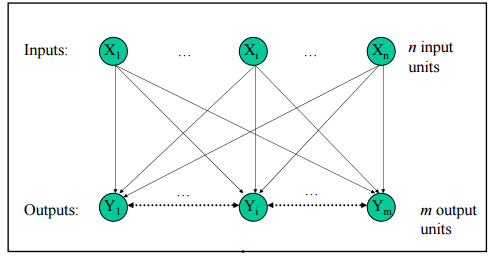 Inputs: X1 ... Xi ... Xn n input
units
... ...
Outputs: Y1 Yi Ym m output
units